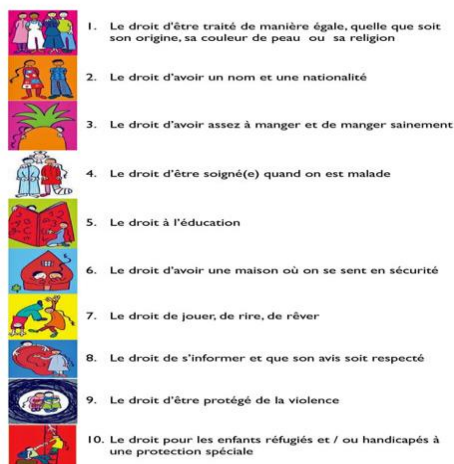 1. Le droit d'être traité de manière égale, quelle que soit
son origine, sa couleur de peau ou sa religion
2. Le droit d'avoir un nom et une nationalité
3. Le droit d'avoir assez à manger et de manger sainement
4. Le droit d'être soigné(e) quand on est malade
5. Le droit à l'éducation
6. Le droit d'avoir une maison où on se sent en sécurité
7. Le droit de jouer, de rire, de rêver
8. Le droit de s'informer et que son avis soit respecté
9. Le droit d'être protégé de la violence
10. Le droit pour les enfants réfugiés et / ou handicapés à
une protection spéciale